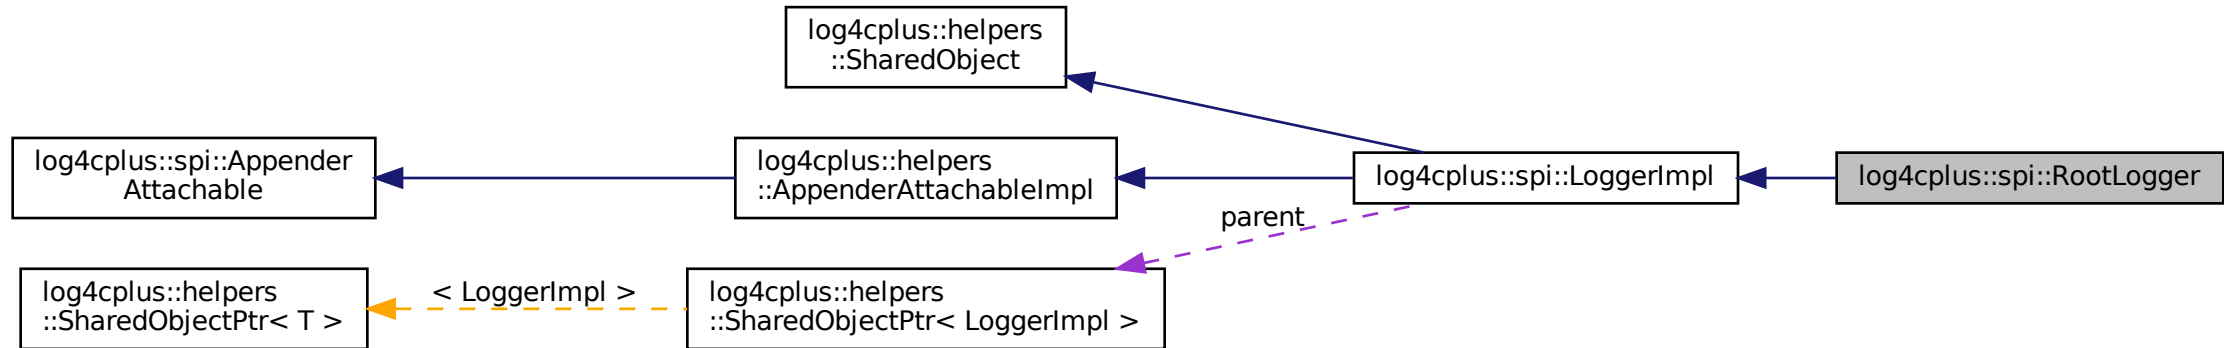 log4cplus::helpers
::SharedObject
log4cplus::spi::Appender
Attachable
log4cplus::helpers
::AppenderAttachableImpl
log4cplus::spi::LoggerImpl
log4cplus::spi::RootLogger
parent
log4cplus::helpers
::SharedObjectPtr< T >
< LoggerImpl >
log4cplus::helpers
::SharedObjectPtr< LoggerImpl >